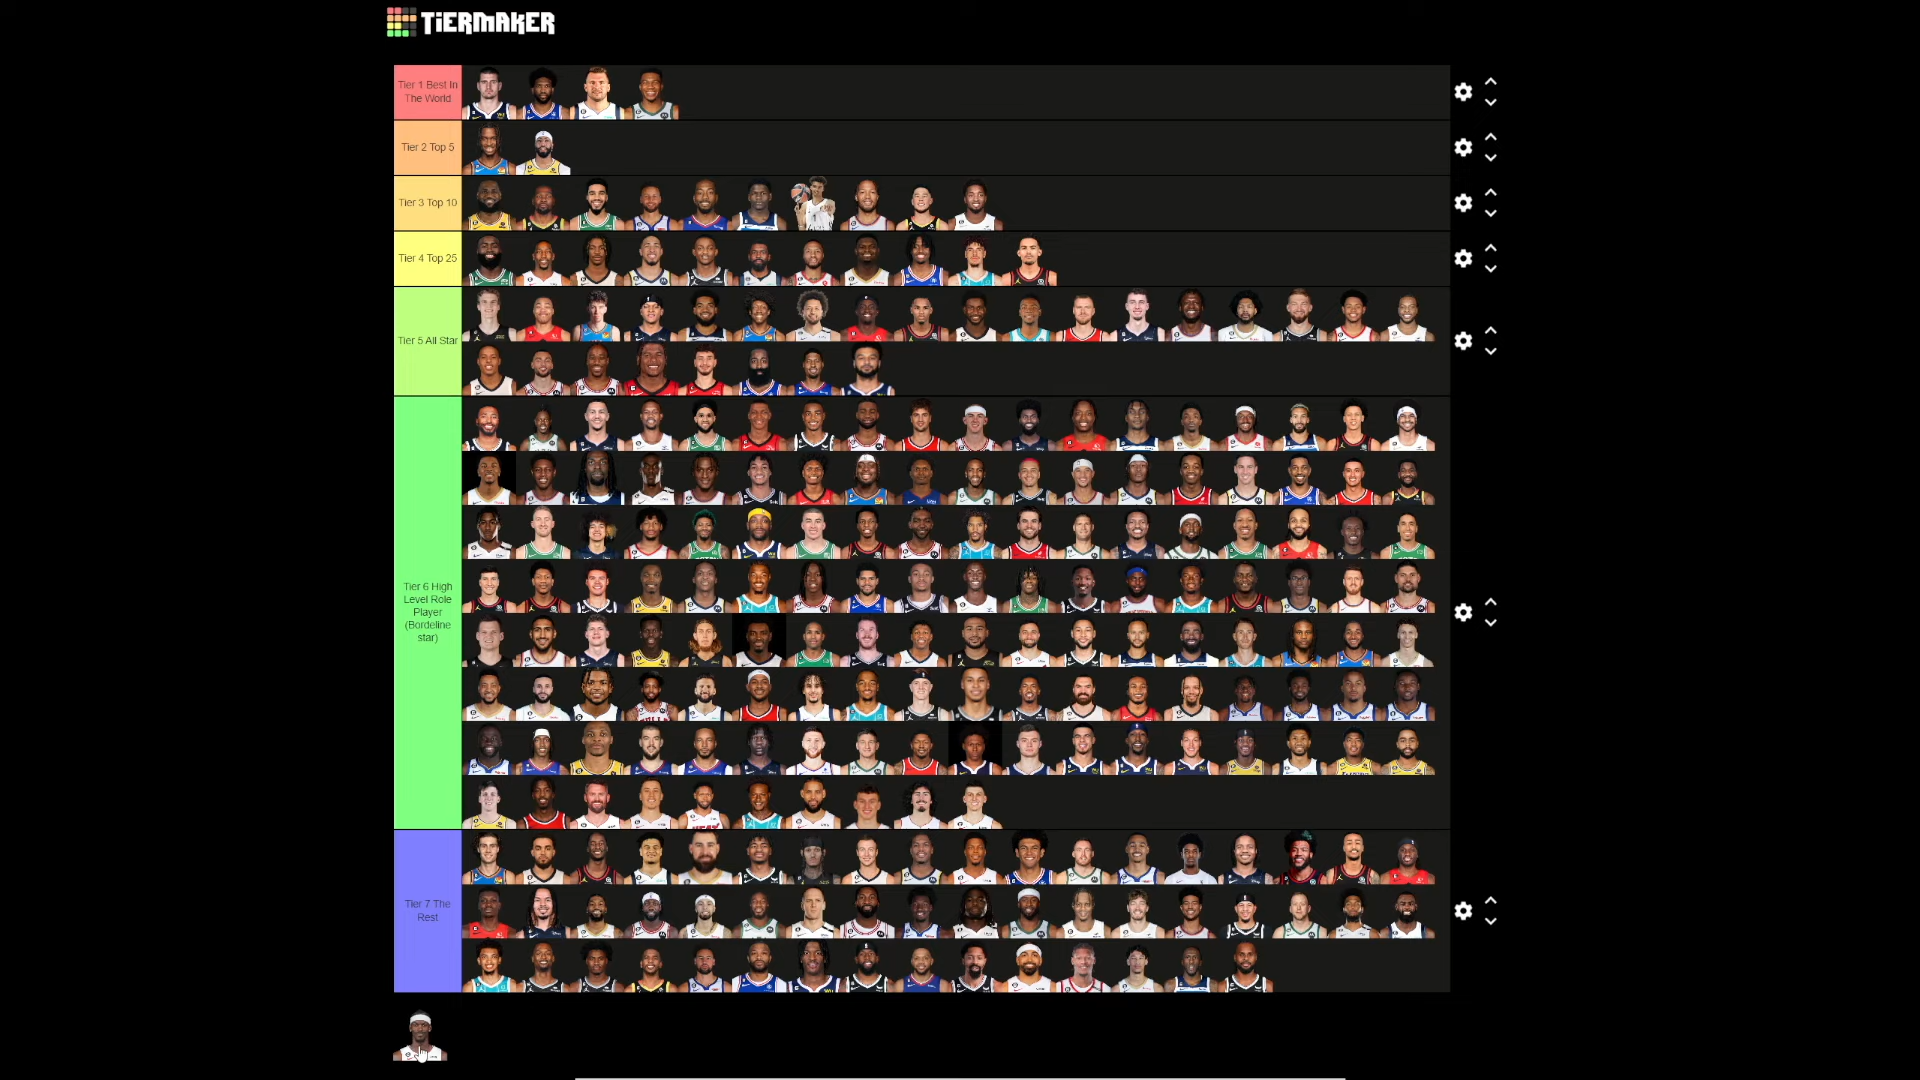 TiERMAKER
Tier 1 Best In
The World
Tier 2 Top 5
Tier 3 Top 10
Tier 4 Top 25
Tier 5 All Star
Tier 6 High
Level Role
Player
(Bordeline
star)
Tier 7 The
Rest